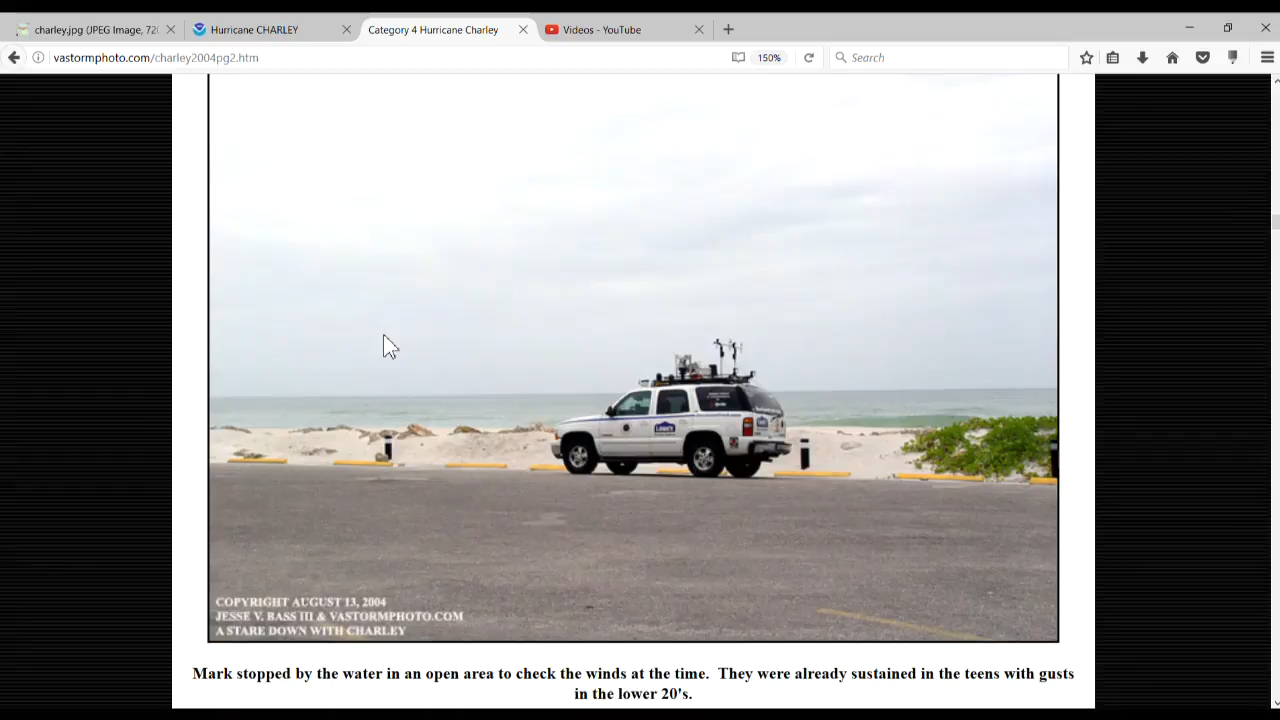 charley.jpg (JPEG Image, 72
Hurricane CHARLEY
Category 4 Hurricane Charley
Videos - YouTube
vastormphoto.com/charley2004pg2.htm
150%
Search
LOWE'S
COPYRIGHT AUGUST 13, 2004
JESSE V. BASS III & VASTORMPHOTO.COM
A STARE DOWN WITH CHARLEY
Mark stopped by the water in an open area to check the winds at the time. They were already sustained in the teens with gusts
in the lower 20's.